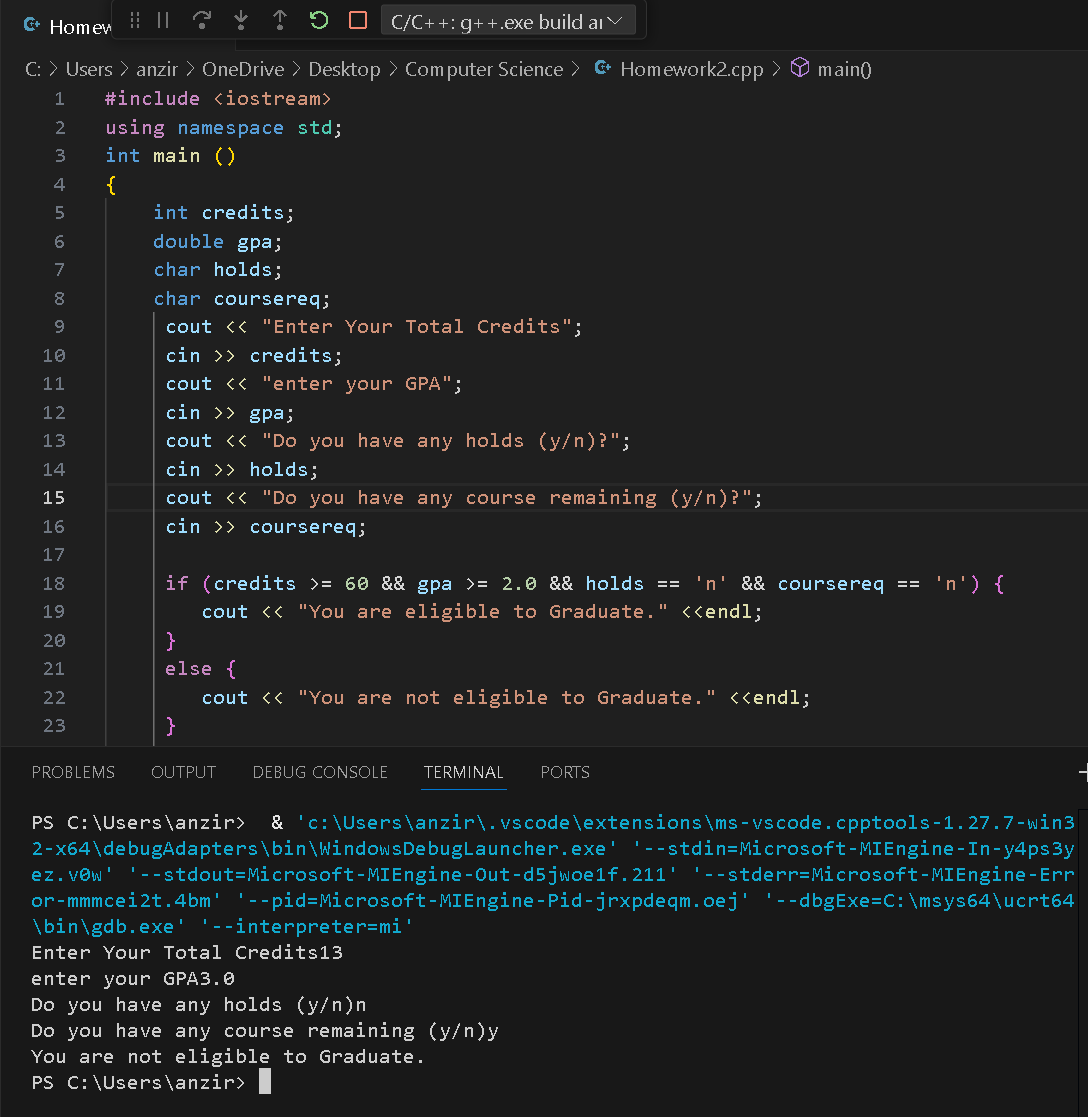 Homew
C/C++: g++.exe build ar
C: > Users > anzir > OneDrive > Desktop > Computer Science > Homework2.cpp > main()
1 #include <iostream>
2 using namespace std;
3 int main ()
4 {
5 int credits;
6 double gpa;
7 char holds;
8 char coursereq;
9 cout << "Enter Your Total Credits";
10 cin >> credits;
11 cout << "enter your GPA";
12 cin >> gpa;
13 cout << "Do you have any holds (y/n)?";
14 cin >> holds;
15 cout << "Do you have any course remaining (y/n)?";
16 cin >> coursereq;
17
18 if (credits >= 60 && gpa >= 2.0 && holds == 'n' && coursereq == 'n') {
19 cout << "You are eligible to Graduate." <<endl;
20 }
21 else {
22 cout << "You are not eligible to Graduate." <<endl;
23 }
PROBLEMS OUTPUT DEBUG CONSOLE TERMINAL PORTS
PS C:\Users\anzir> & 'c:\Users\anzir\.vscode\extensions\ms-vscode.cpptools-1.27.7-win3
2-x64\debugAdapters\bin\WindowsDebugLauncher.exe' '--stdin=Microsoft-MIEngine-In-y4ps3y
ez.v0w' '--stdout=Microsoft-MIEngine-Out-d5jwoe1f.211' '--stderr=Microsoft-MIEngine-Err
or-mmmcei2t.4bm' '--pid=Microsoft-MIEngine-Pid-jrxpdeqm.oej' '--dbgExe=C:\msys64\ucrt64
\bin\gdb.exe' '--interpreter=mi'
Enter Your Total Credits13
enter your GPA3.0
Do you have any holds (y/n)n
Do you have any course remaining (y/n)y
You are not eligible to Graduate.
PS C:\Users\anzir>